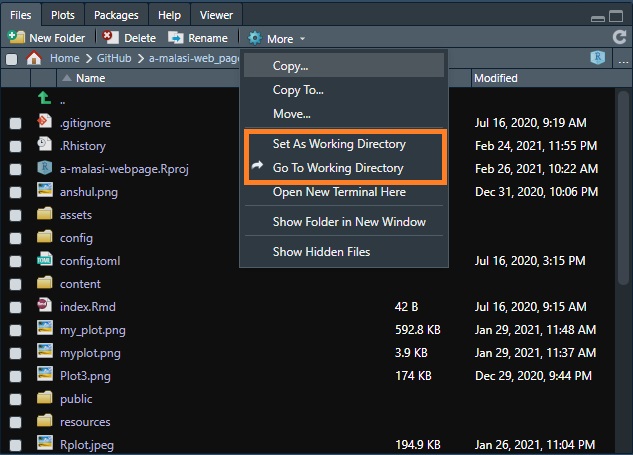 Files Plots Packages Help Viewer
New Folder Delete Rename More
Home GitHub a-malasi-web_page ...
Name Modified
..
.gitignore Jul 16, 2020, 9:19 AM
.Rhistory Feb 24, 2021, 11:55 PM
a-malasi-webpage.Rproj Feb 26, 2021, 10:22 AM
anshul.png Dec 31, 2020, 10:06 PM
assets
config
config.toml Jul 16, 2020, 3:15 PM
content
index.Rmd 42 B Jul 16, 2020, 9:15 AM
my_plot.png 592.8 KB Jan 29, 2021, 11:48 AM
myplot.png 3.9 KB Jan 29, 2021, 11:37 AM
Plot3.png 174 KB Dec 29, 2020, 9:44 PM
public
resources
Rplot.jpeg 194.9 KB Jan 26, 2021, 11:04 PM
Copy...
Copy To...
Move...
Set As Working Directory
Go To Working Directory
Open New Terminal Here
Show Folder in New Window
Show Hidden Files